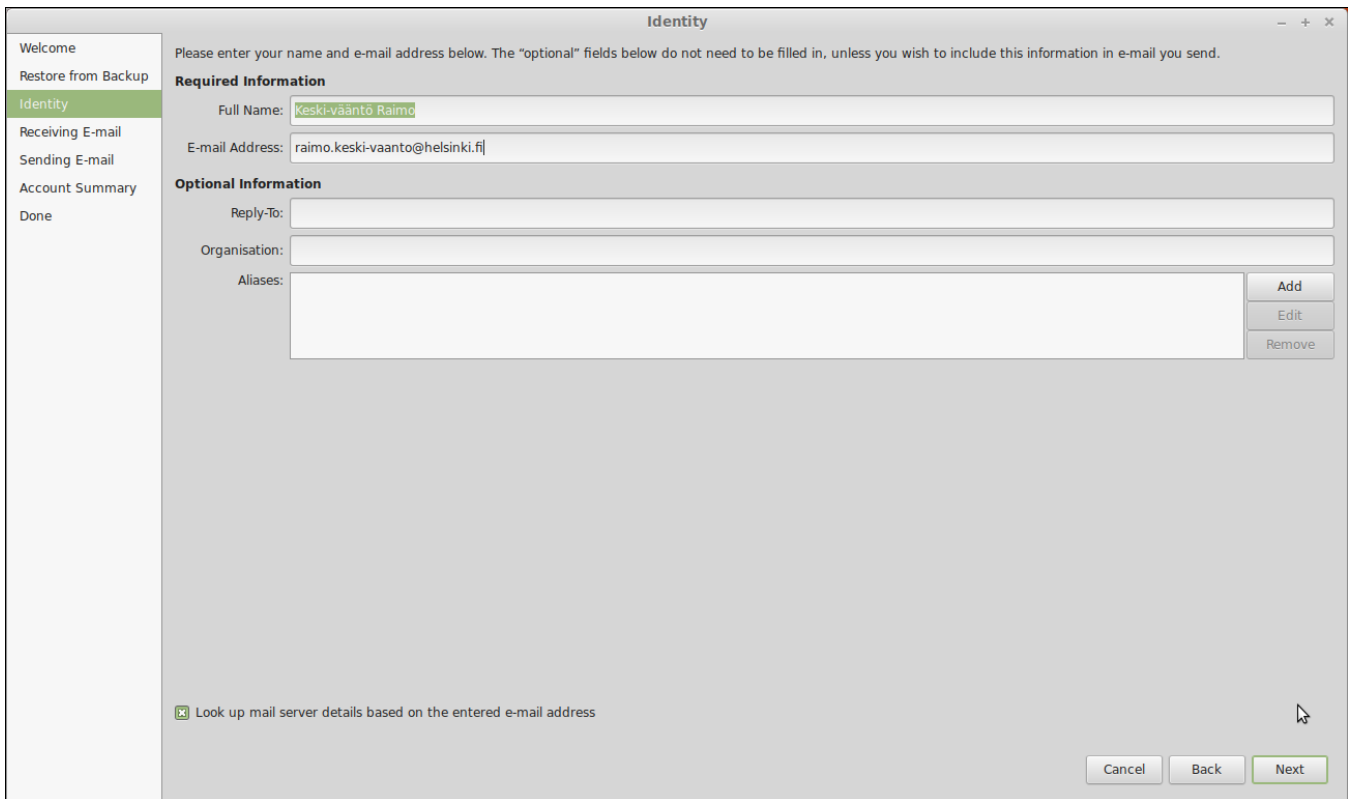 Identity
Welcome
Restore from Backup
Identity
Receiving E-mail
Sending E-mail
Account Summary
Done
Please enter your name and e-mail address below. The “optional” fields below do not need to be filled in, unless you wish to include this information in e-mail you send.
Required Information
Full Name: Keski-vääntö Raimo
E-mail Address: raimo.keski-vaanto@helsinki.fi
Optional Information
Reply-To:
Organisation:
Aliases:
Add
Edit
Remove
Look up mail server details based on the entered e-mail address
Cancel Back Next